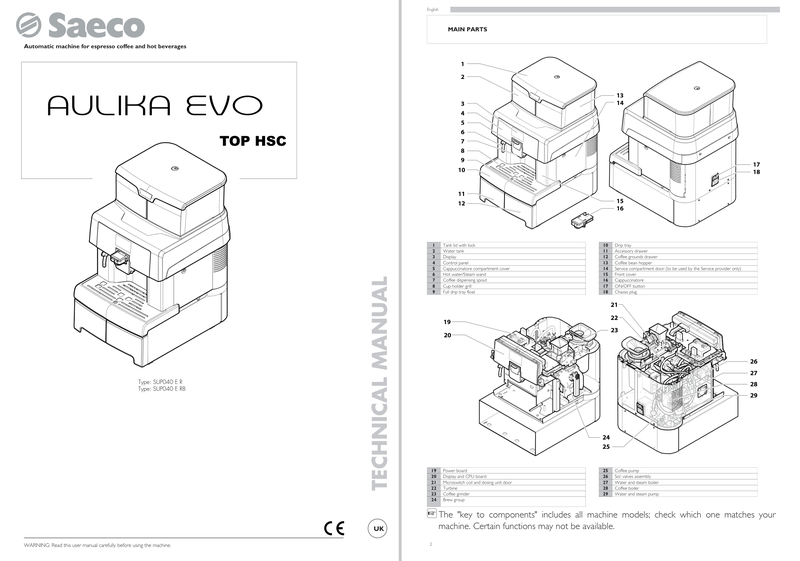 Saeco
Automatic machine for espresso coffee and hot beverages
AULIKA EVO
TOP HSC
Type: SUP040 E R
Type: SUP040 E RB
TECHNICAL MANUAL
CE
UK
WARNING: Read this user manual carefully before using the machine.
English
MAIN PARTS
1
2
3
4
5
6
7
8
9
10
11
12
13
14
15
16
17
18
1 Tank lid with lock
2 Water tank
3 Display
4 Control panel
5 Cappuccinatore compartment cover
6 Hot water/Steam wand
7 Coffee dispensing spout
8 Cup holder grill
9 Full drip tray float
10 Drip tray
11 Accessory drawer
12 Coffee grounds drawer
13 Coffee bean hopper
14 Service compartment door (to be used by the Service provider only)
15 Front cover
16 Cappuccinatore
17 ON/OFF button
18 Chassis plug
19
20
21
22
23
24
25
26
27
28
29
19 Power board
20 Display and CPU board
21 Microswitch coil and dosing unit door
22 Turbine
23 Coffee grinder
24 Brew group
25 Coffee pump
26 Sol. valves assembly
27 Water and steam boiler
28 Coffee boiler
29 Water and steam pump
The "key to components" includes all machine models; check which one matches your
machine. Certain functions may not be available.
2